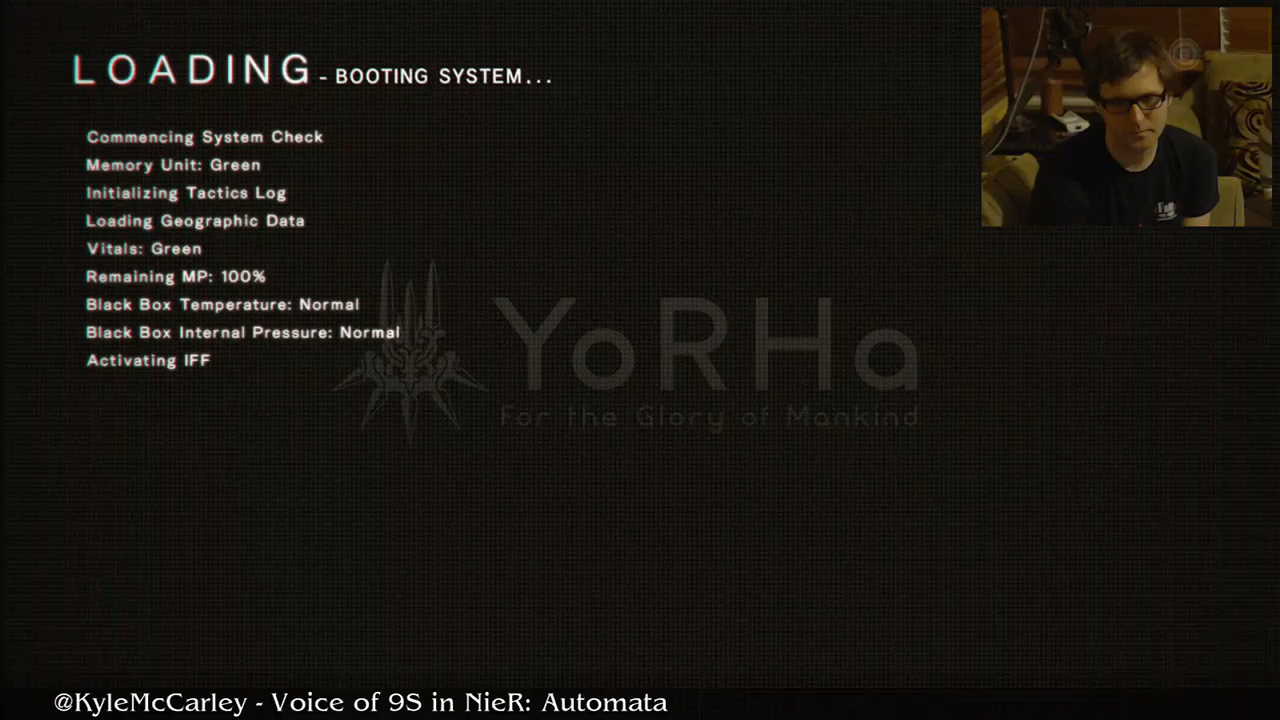 LOADING - BOOTING SYSTEM...
Commencing System Check
Memory Unit: Green
Initializing Tactics Log
Loading Geographic Data
Vitals: Green
Remaining MP: 100%
Black Box Temperature: Normal
Black Box Internal Pressure: Normal
Activating IFF
YoRHa
For the Glory of Mankind
@KyleMcCarley - Voice of 9S in NieR: Automata